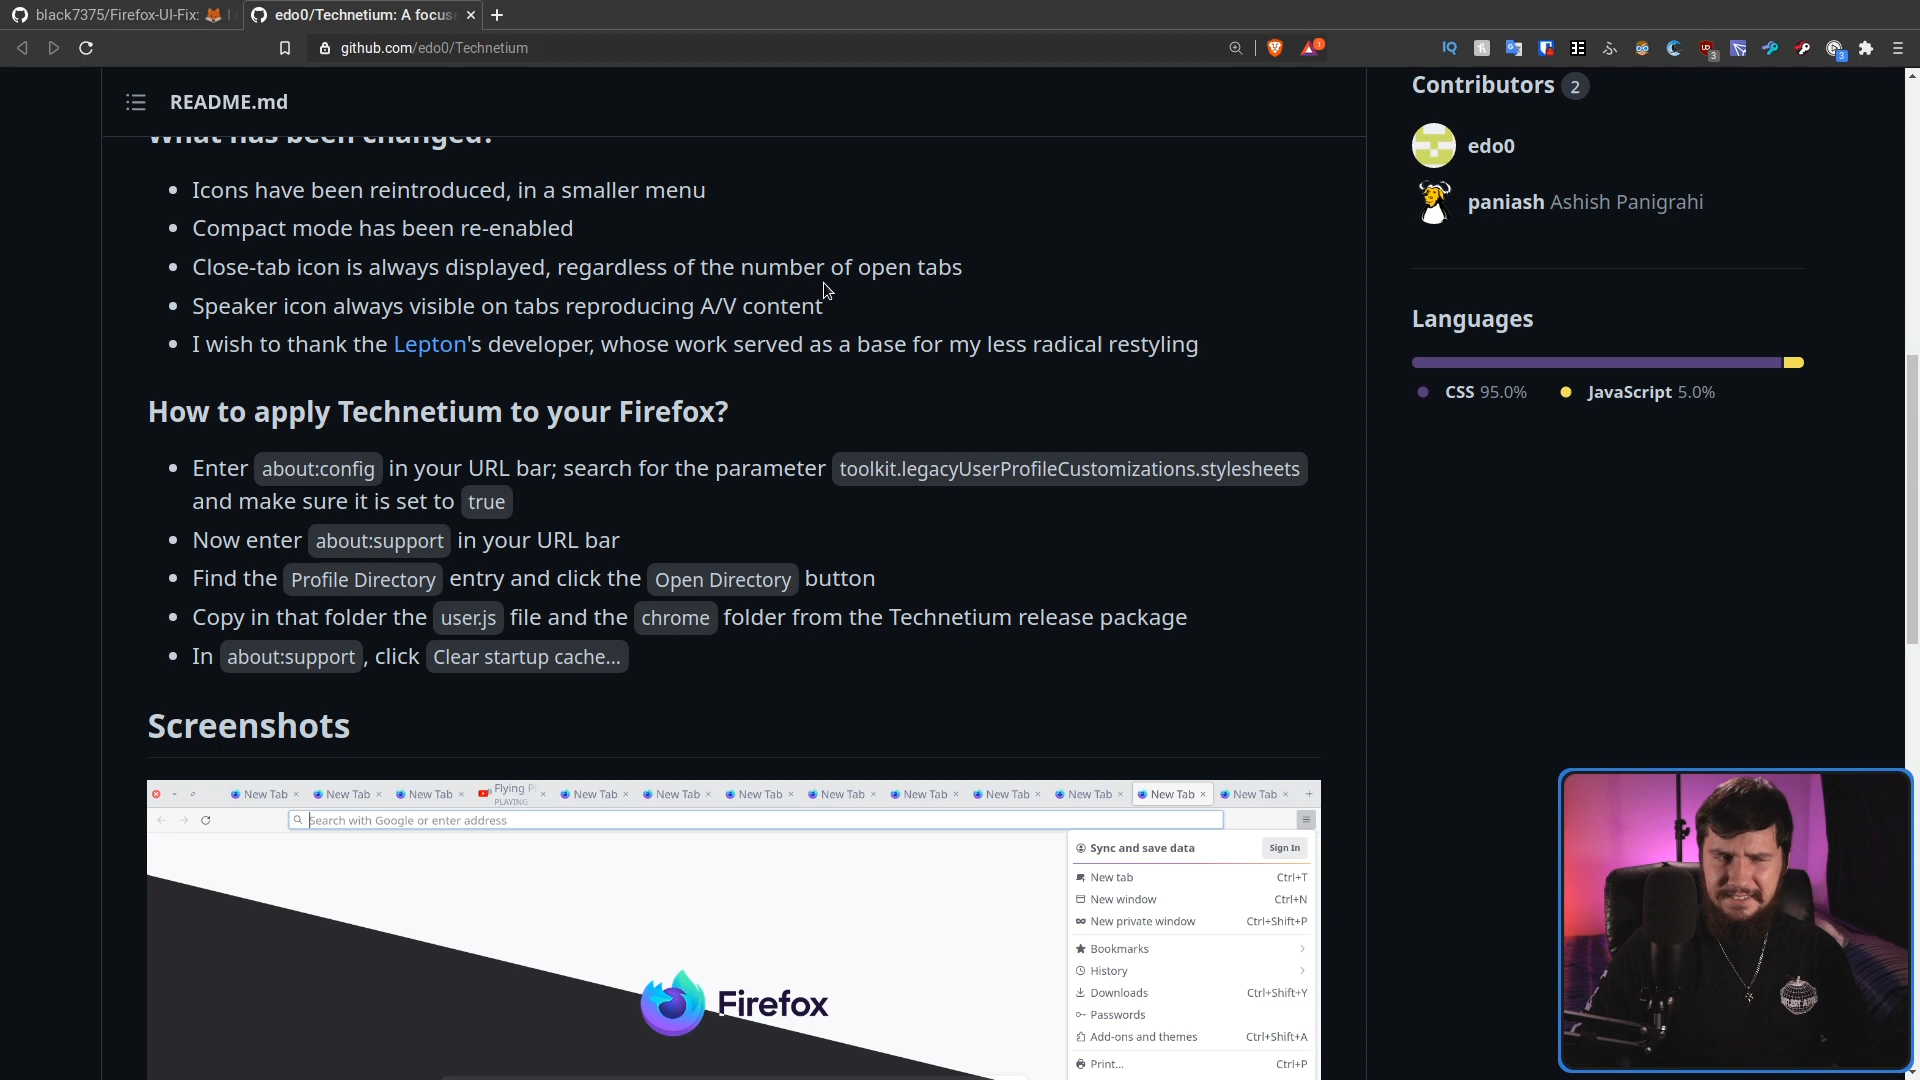 black7375/Firefox-UI-Fix: 🦊 I
edo0/Technetium: A focus
github.com/edo0/Technetium
README.md
What has been changed?
Icons have been reintroduced, in a smaller menu
Compact mode has been re-enabled
Close-tab icon is always displayed, regardless of the number of open tabs
Speaker icon always visible on tabs reproducing A/V content
I wish to thank the Lepton's developer, whose work served as a base for my less radical restyling
How to apply Technetium to your Firefox?
Enter about:config in your URL bar; search for the parameter toolkit.legacyUserProfileCustomizations.stylesheets
and make sure it is set to true
Now enter about:support in your URL bar
Find the Profile Directory entry and click the Open Directory button
Copy in that folder the user.js file and the chrome folder from the Technetium release package
In about:support, click Clear startup cache...
Screenshots
New Tab New Tab New Tab Flying P New Tab New Tab New Tab New Tab New Tab New Tab New Tab New Tab New Tab
PLAYING
Search with Google or enter address
Sync and save data Sign In
New tab Ctrl+T
New window Ctrl+N
New private window Ctrl+Shift+P
Bookmarks
History
Downloads Ctrl+Shift+Y
Passwords
Add-ons and themes Ctrl+Shift+A
Print... Ctrl+P
Firefox
Contributors 2
edo0
paniash Ashish Panigrahi
Languages
CSS 95.0% JavaScript 5.0%